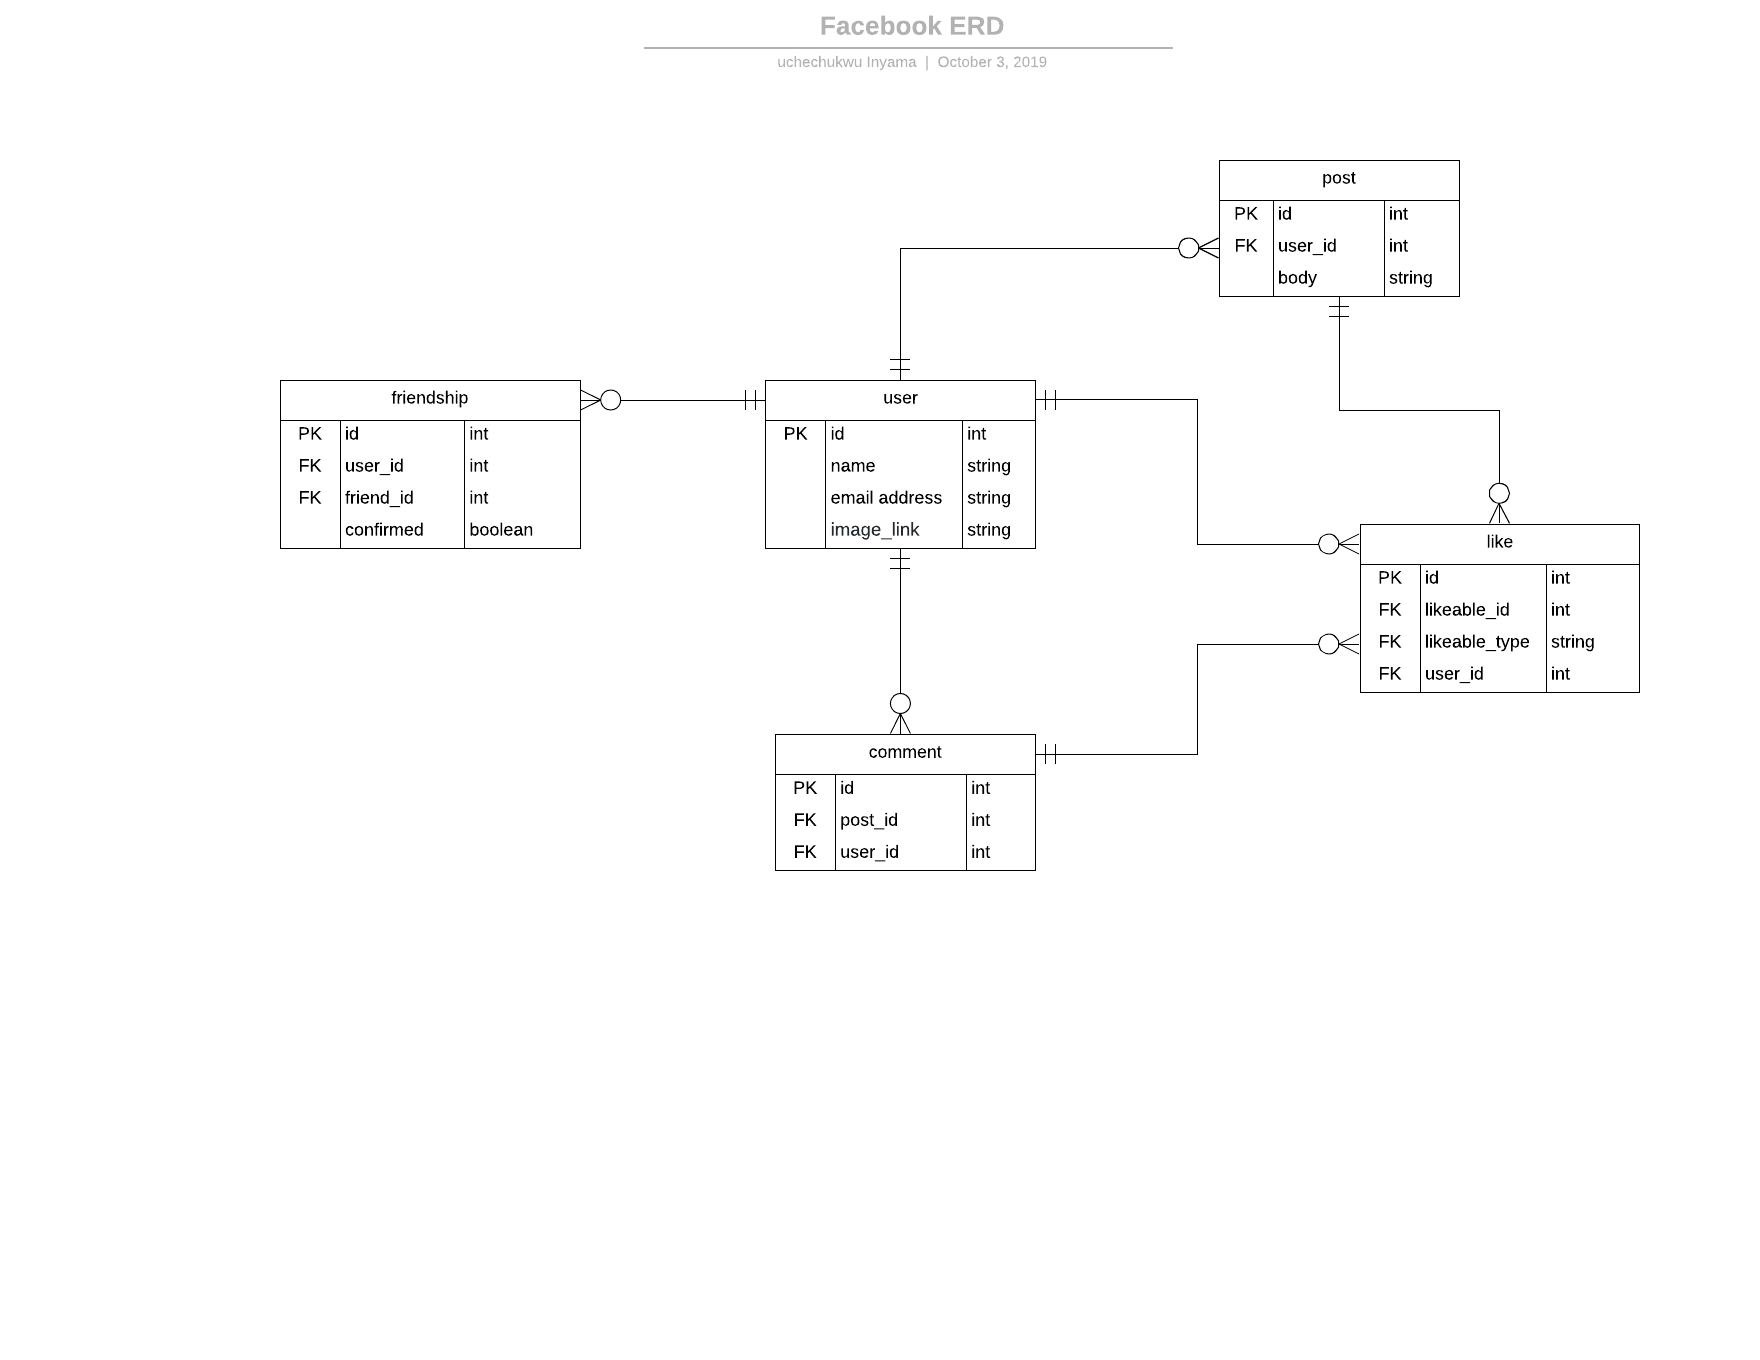 Facebook ERD
uchechukwu Inyama | October 3, 2019
post
PK id int
FK user_id int
body string
friendship
PK id int
FK user_id int
FK friend_id int
confirmed boolean
user
PK id int
name string
email address string
image_link string
like
PK id int
FK likeable_id int
FK likeable_type string
FK user_id int
comment
PK id int
FK post_id int
FK user_id int